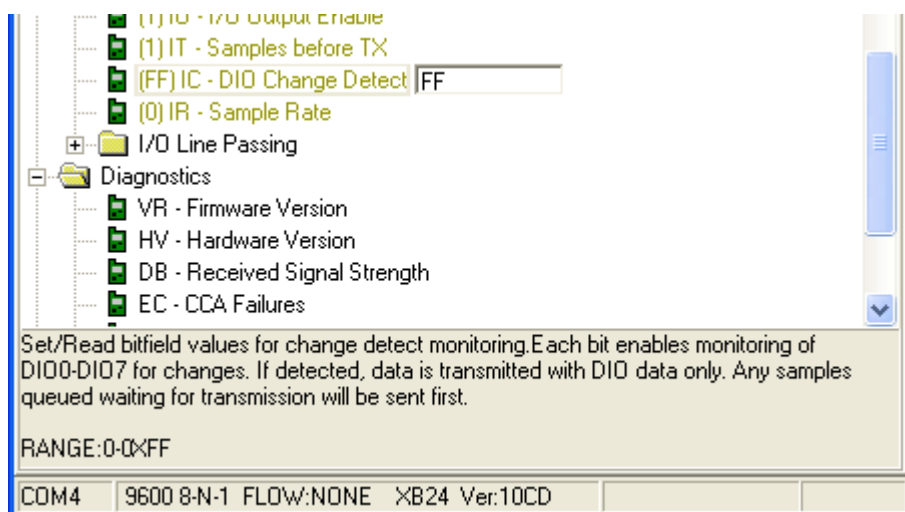 (1) IU - I/O Output Enable
(1) IT - Samples before TX
(FF) IC - DIO Change Detect FF
(0) IR - Sample Rate
I/O Line Passing
Diagnostics
VR - Firmware Version
HV - Hardware Version
DB - Received Signal Strength
EC - CCA Failures
Set/Read bitfield values for change detect monitoring.Each bit enables monitoring of
DIO0-DIO7 for changes. If detected, data is transmitted with DIO data only. Any samples
queued waiting for transmission will be sent first.
RANGE:0-0XFF
COM4 9600 8-N-1 FLOW:NONE XB24 Ver:10CD